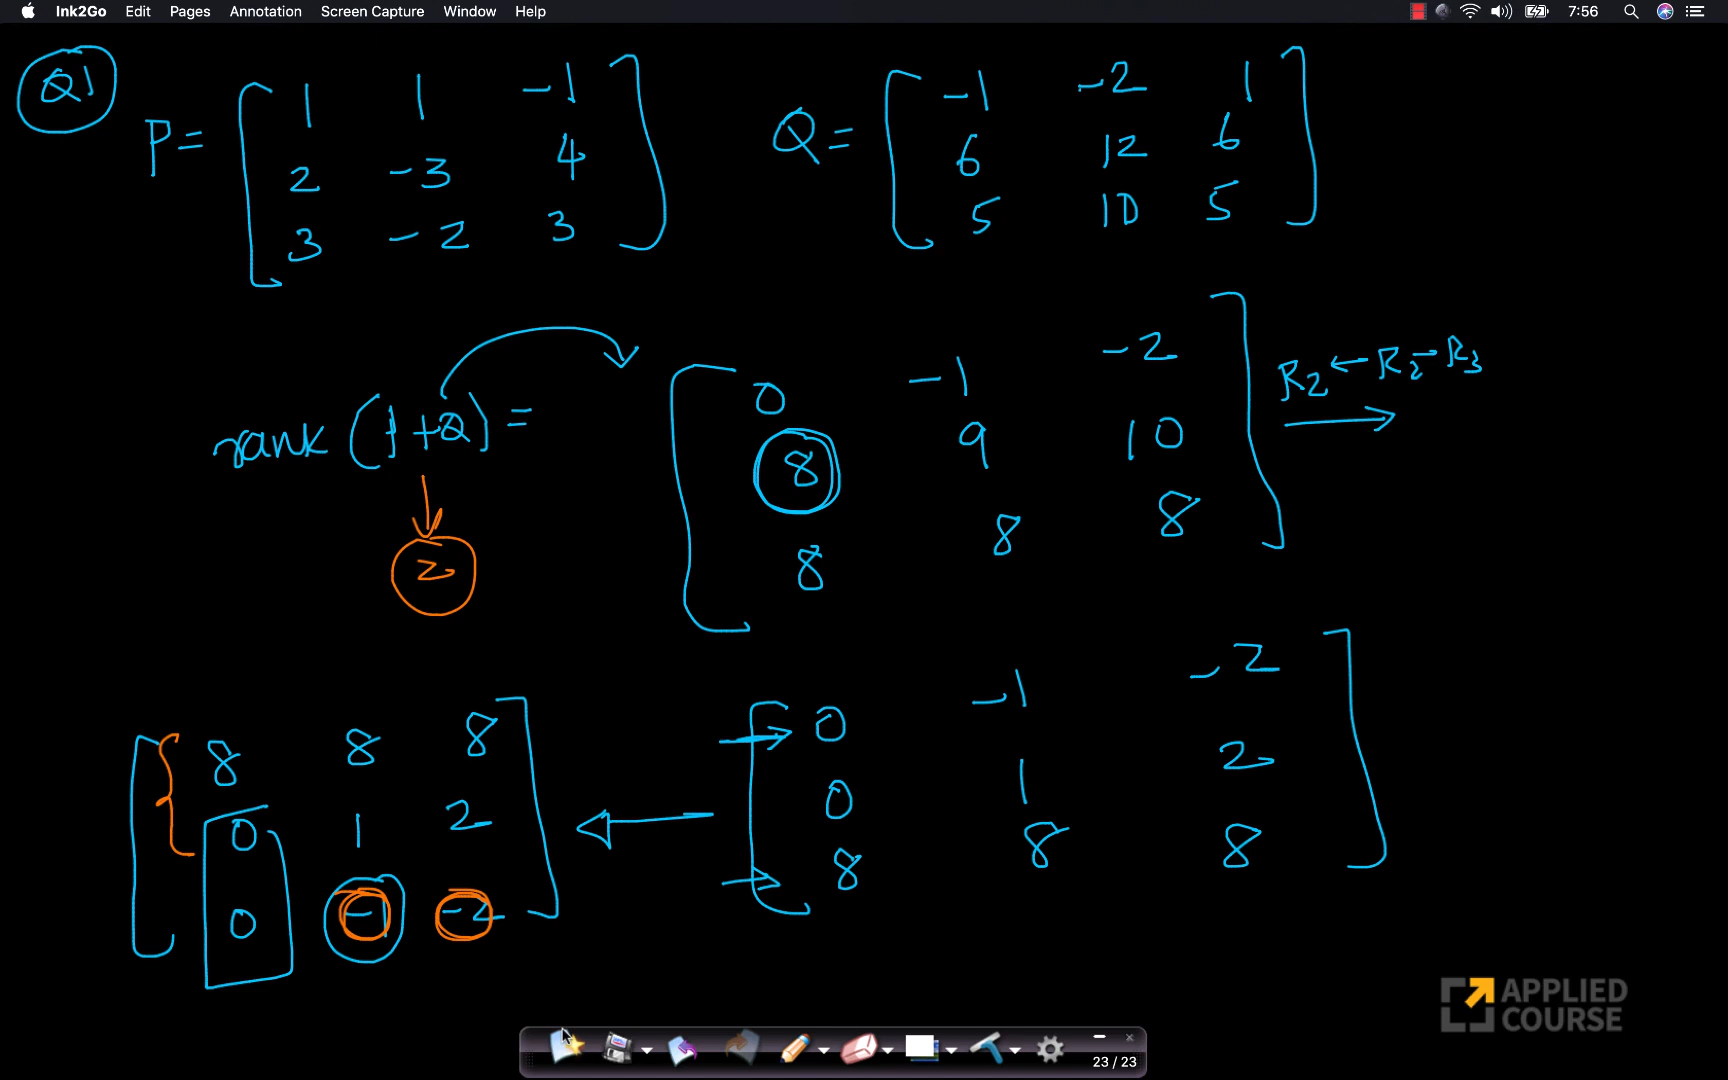 Ink2Go Edit Pages Annotation Screen Capture Window Help 7:56
Q1
P = [ 1 1 -1
2 -3 4
3 -2 3 ]
Q = [ -1 -2 1
6 12 6
5 10 5 ]
rank (P+Q) =
2
[ 0 -1 -2
8 9 10
8 8 8 ]
R2 ← R2 - R3
[ 0 -1 -2
0 1 2
8 8 8 ]
[ 8 8 8
0 1 2
0 -1 -2 ]
APPLIED
COURSE
23 / 23